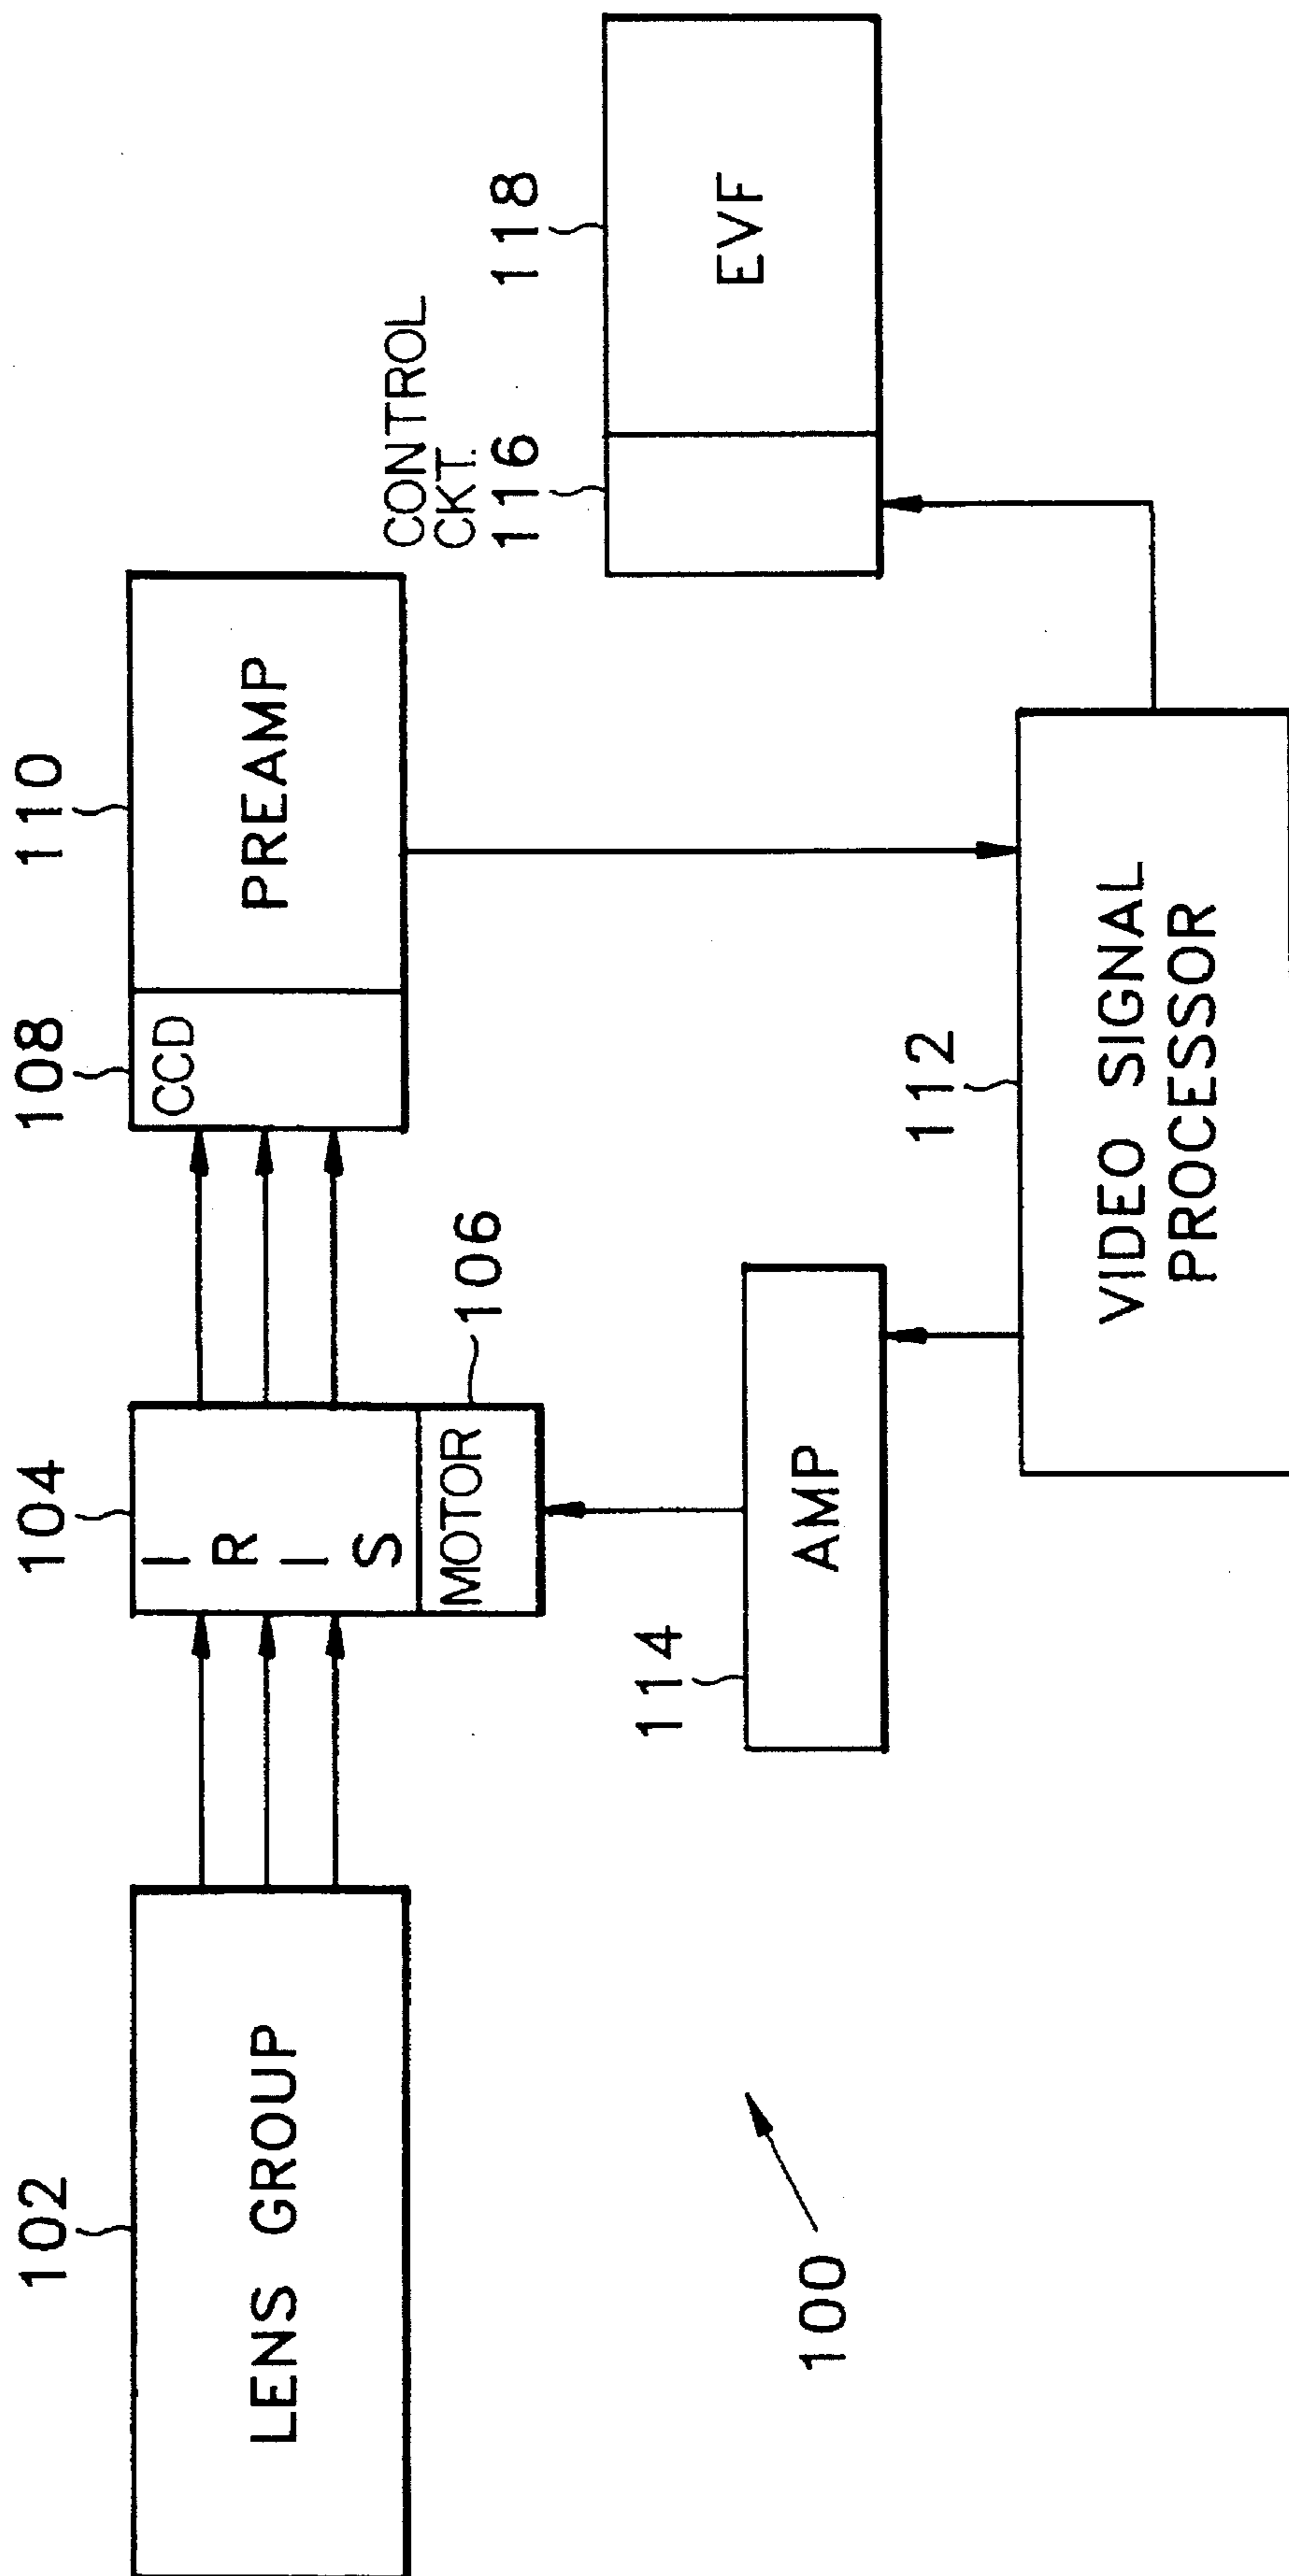 102
LENS GROUP
104
I
R
I
S
MOTOR
106
108
CCD
110
PREAMP
CONTROL
CKT.
116
118
EVF
114
AMP
112
VIDEO SIGNAL
PROCESSOR
100